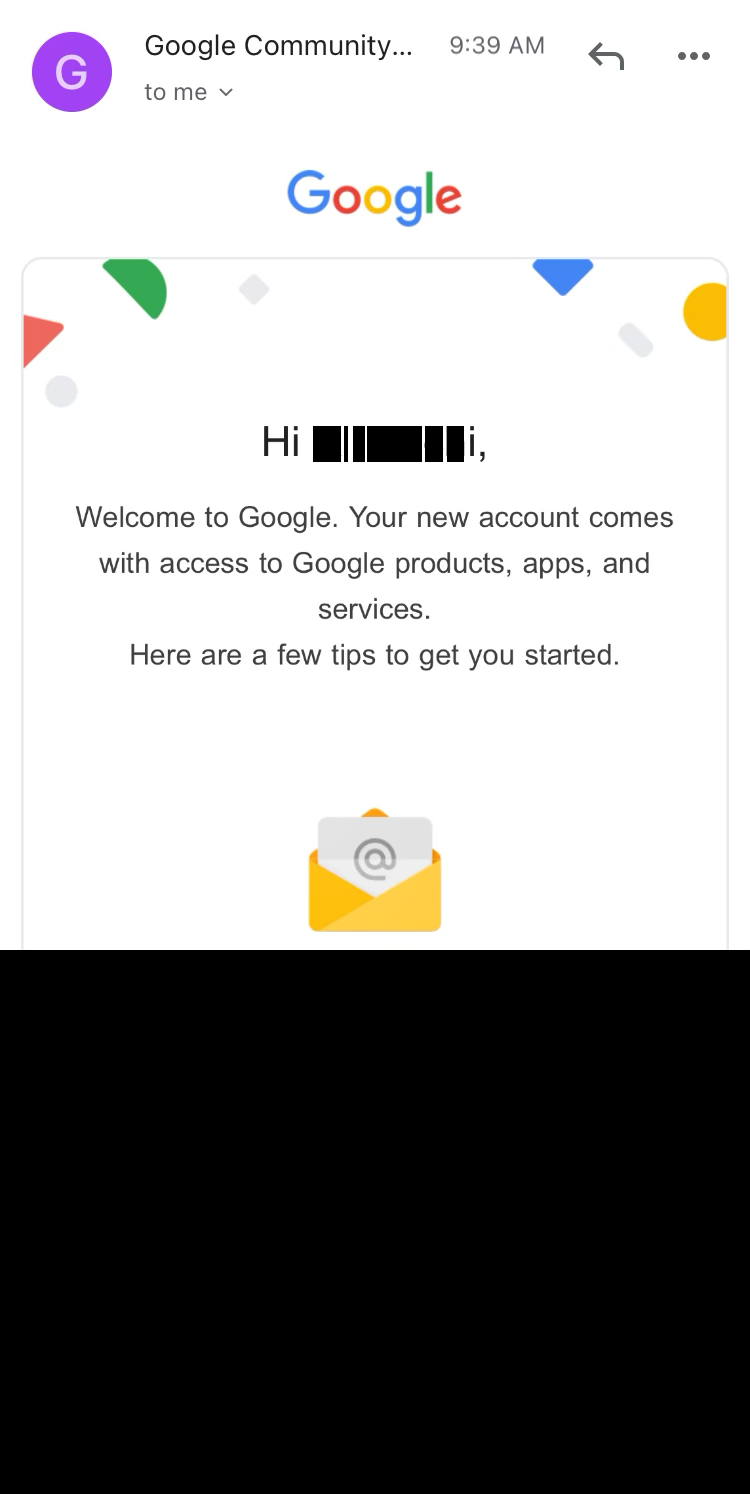 G
Google Community... 9:39 AM
to me
Google
Hi i,
Welcome to Google. Your new account comes
with access to Google products, apps, and
services.
Here are a few tips to get you started.
@